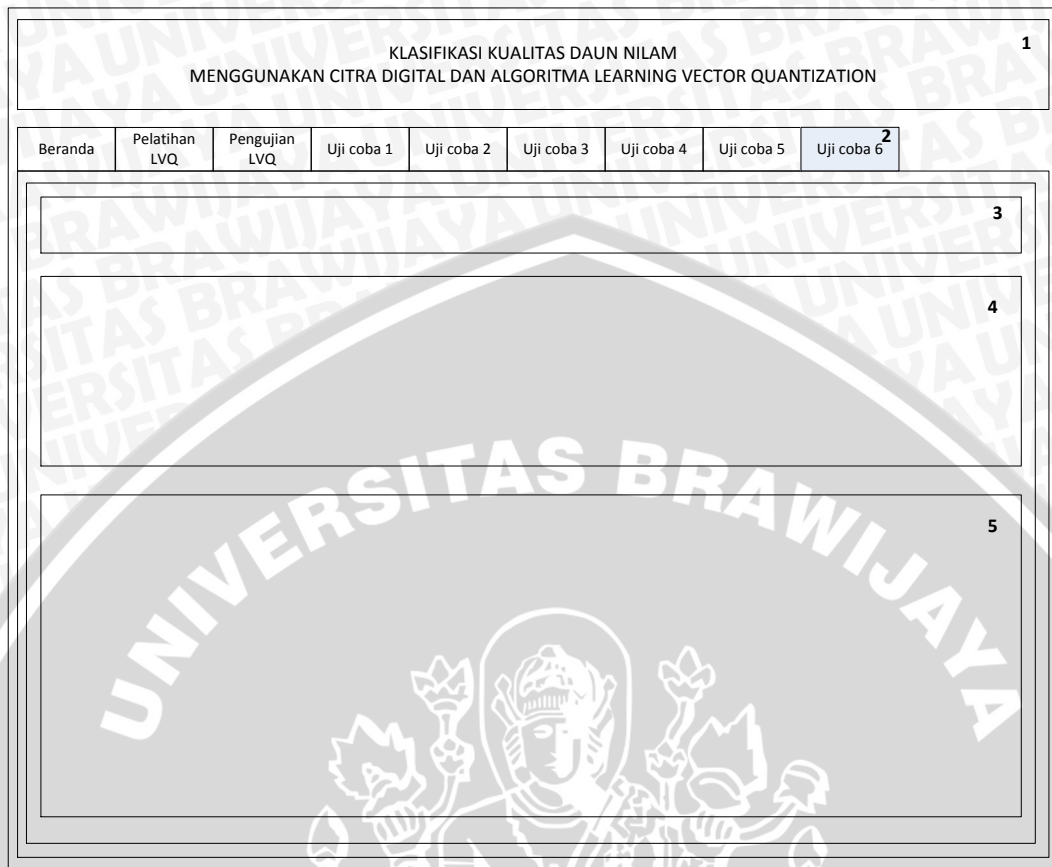 KLASIFIKASI KUALITAS DAUN NILAM
MENGGUNAKAN CITRA DIGITAL DAN ALGORITMA LEARNING VECTOR QUANTIZATION
1
Beranda
Pelatihan
LVQ
Pengujian
LVQ
Uji coba 1
Uji coba 2
Uji coba 3
Uji coba 4
Uji coba 5
Uji coba 6
2
3
4
5
UNIVERSITAS BRAWIJAYA